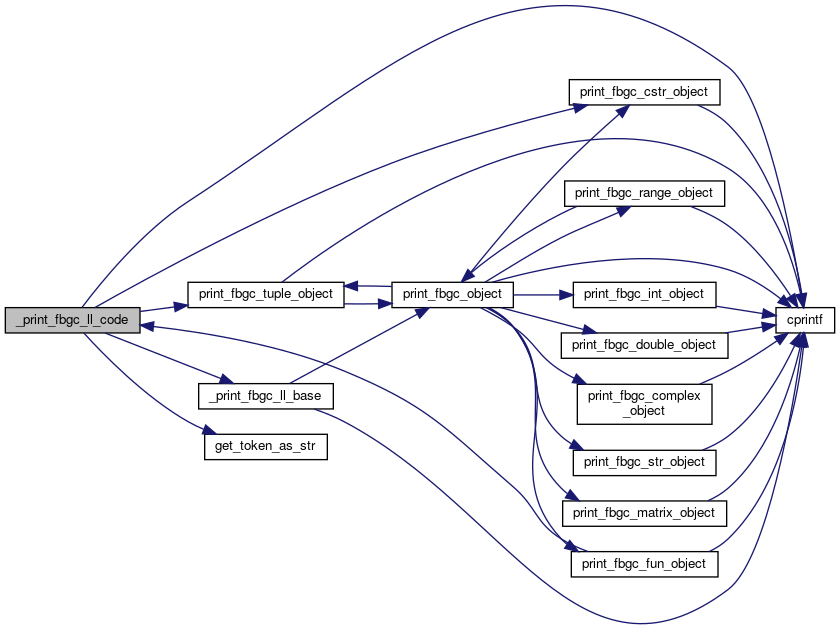 _print_fbgc_ll_code
print_fbgc_tuple_object
_print_fbgc_ll_base
get_token_as_str
print_fbgc_object
print_fbgc_cstr_object
print_fbgc_range_object
print_fbgc_int_object
print_fbgc_double_object
print_fbgc_complex
_object
print_fbgc_str_object
print_fbgc_matrix_object
print_fbgc_fun_object
cprintf